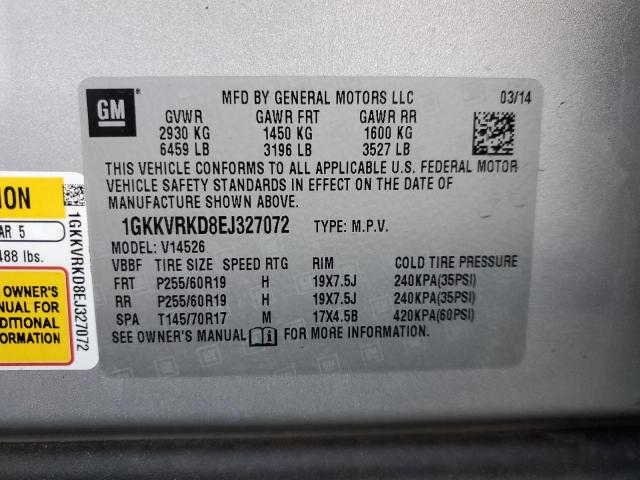 GM
MFD BY GENERAL MOTORS LLC 03/14
GVWR GAWR FRT GAWR RR
2930 KG 1450 KG 1600 KG
6459 LB 3196 LB 3527 LB
THIS VEHICLE CONFORMS TO ALL APPLICABLE U.S. FEDERAL MOTOR
VEHICLE SAFETY STANDARDS IN EFFECT ON THE DATE OF
MANUFACTURE SHOWN ABOVE.
1GKKVRKD8EJ327072 TYPE: M.P.V.
MODEL: V14526
VBBF TIRE SIZE SPEED RTG RIM COLD TIRE PRESSURE
FRT P255/60R19 H 19X7.5J 240KPA(35PSI)
RR P255/60R19 H 19X7.5J 240KPA(35PSI)
SPA T145/70R17 M 17X4.5B 420KPA(60PSI)
SEE OWNER'S MANUAL FOR MORE INFORMATION.
ION
AR 5
488 lbs.
OWNER'S
NUAL FOR
DITIONAL
ORMATION
1GKKVRKD8EJ327072